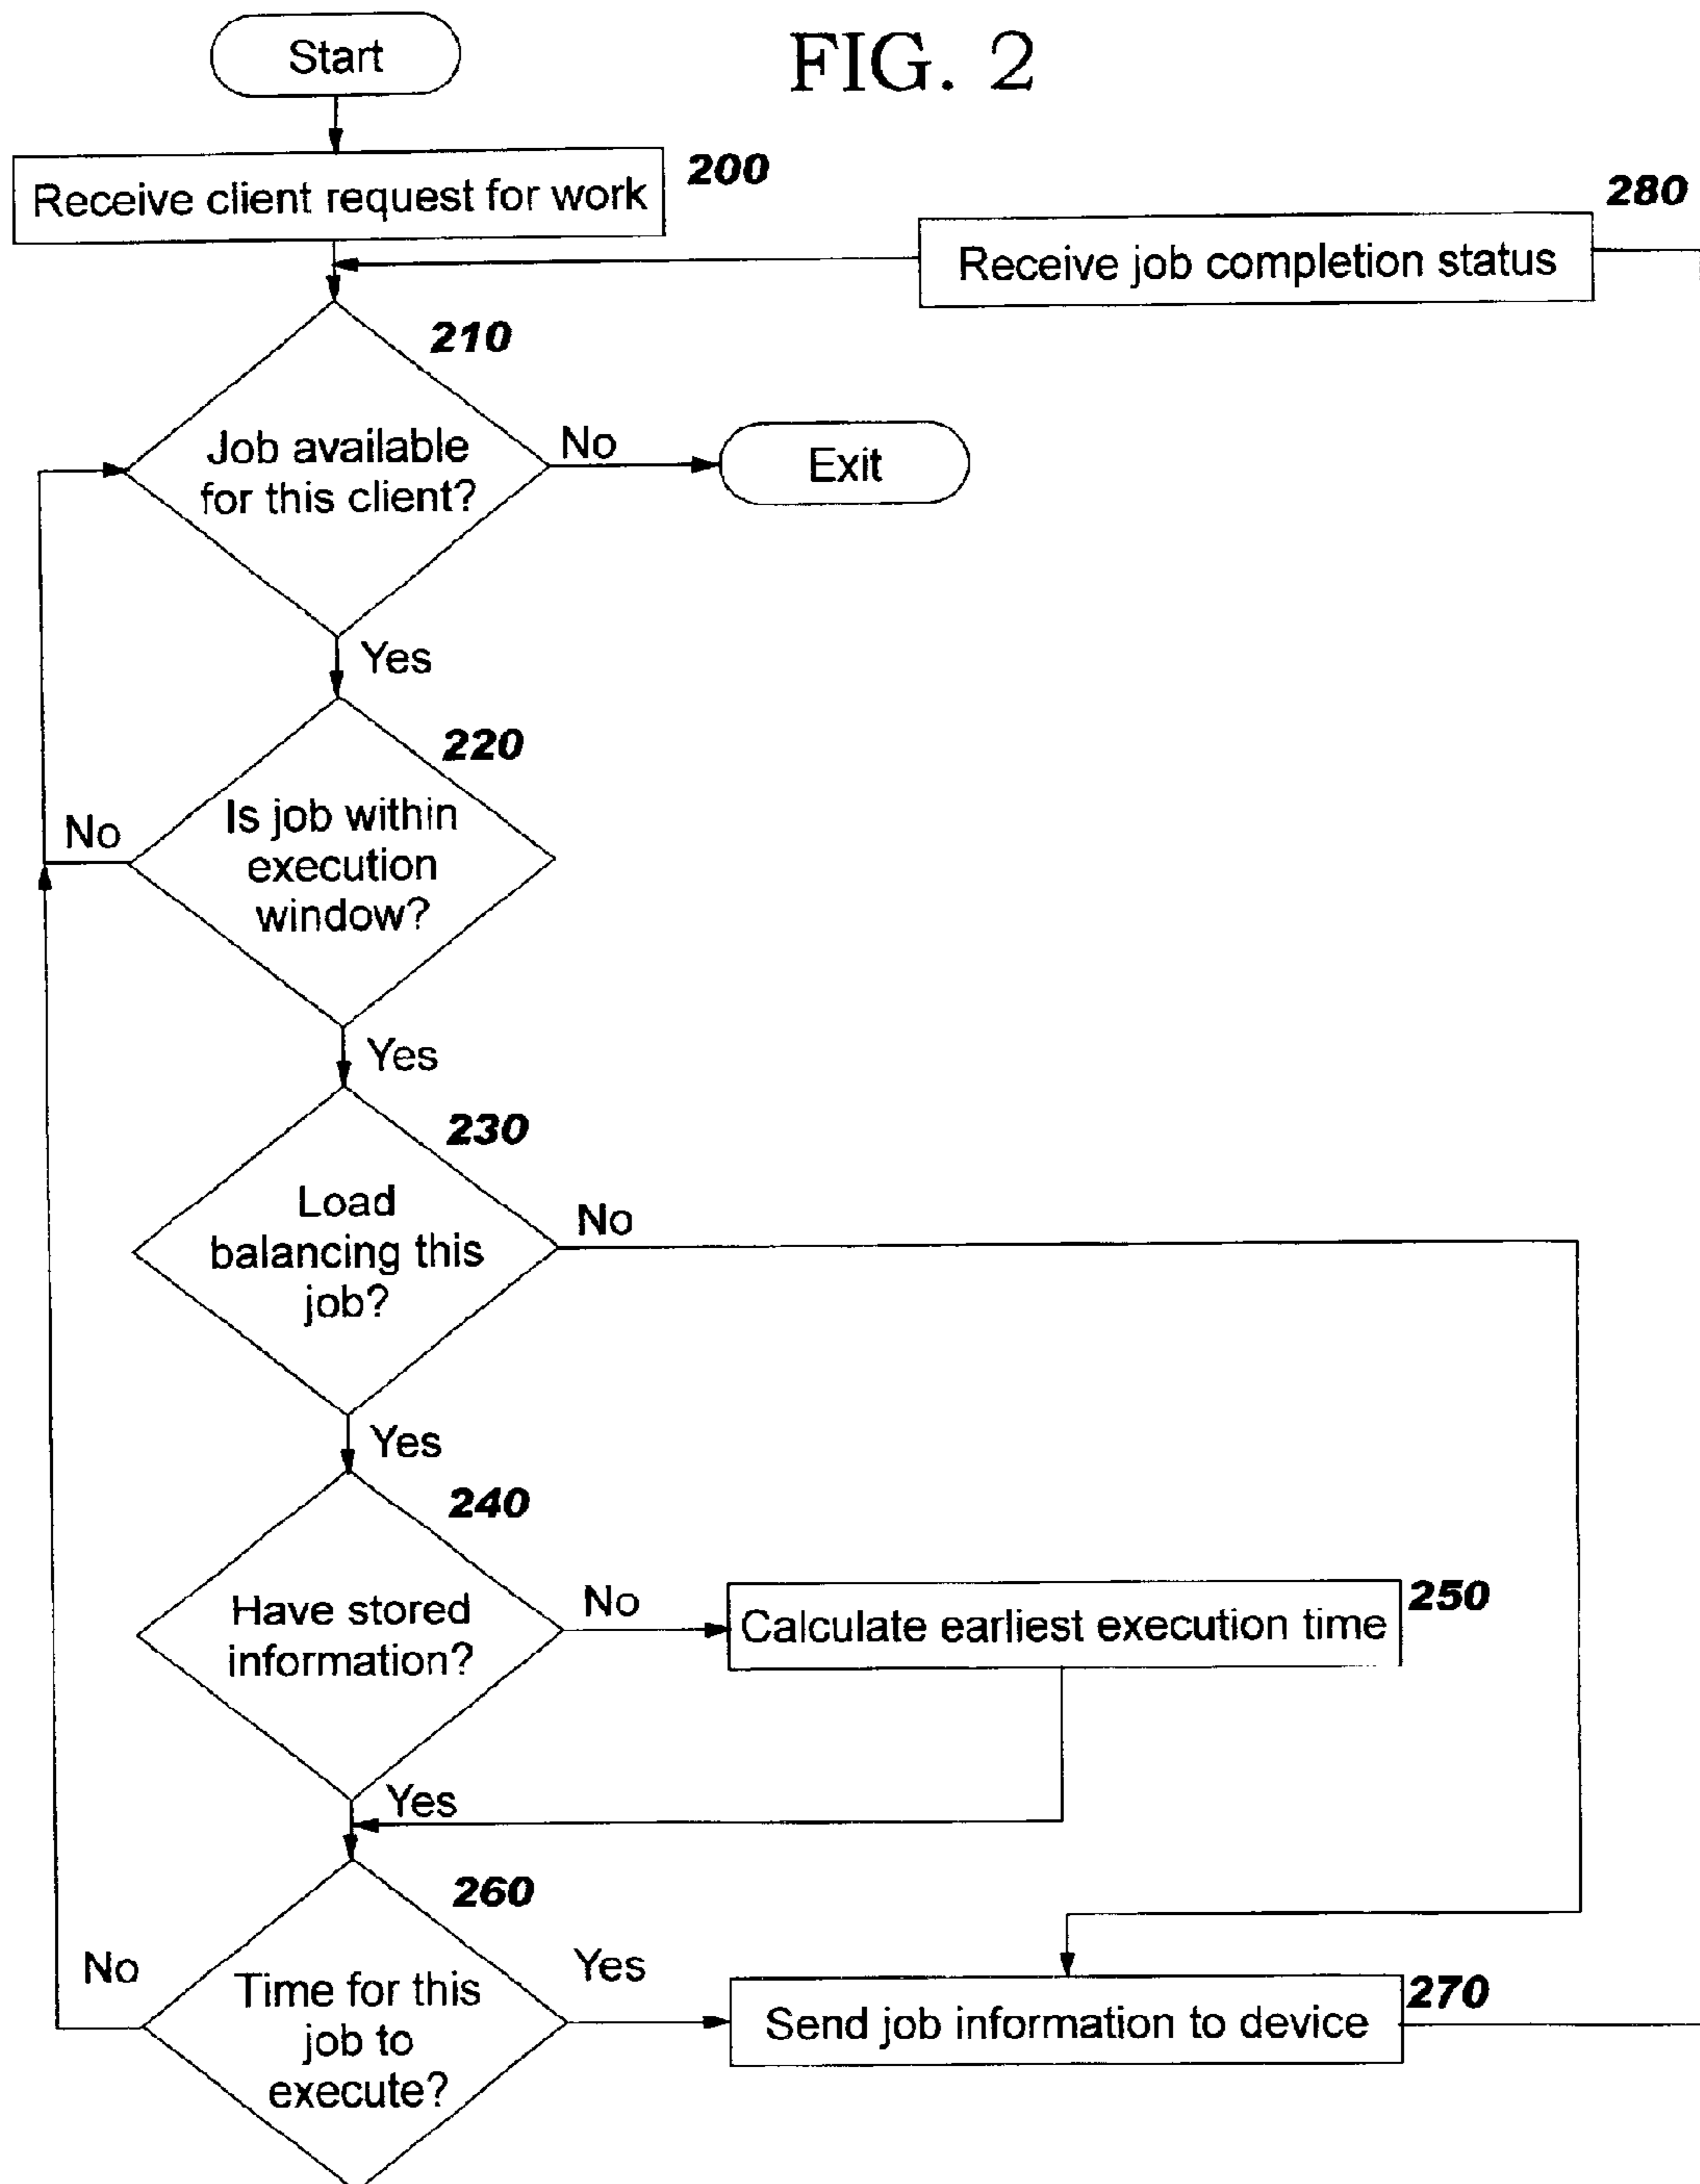 FIG. 2
Start
Receive client request for work
200
280
Receive job completion status
210
Job available
for this client?
No
Exit
Yes
220
Is job within
execution
window?
No
Yes
230
Load
balancing this
job?
No
Yes
240
Have stored
information?
No
Calculate earliest execution time
250
Yes
260
Time for this
job to
execute?
No
Yes
Send job information to device
270